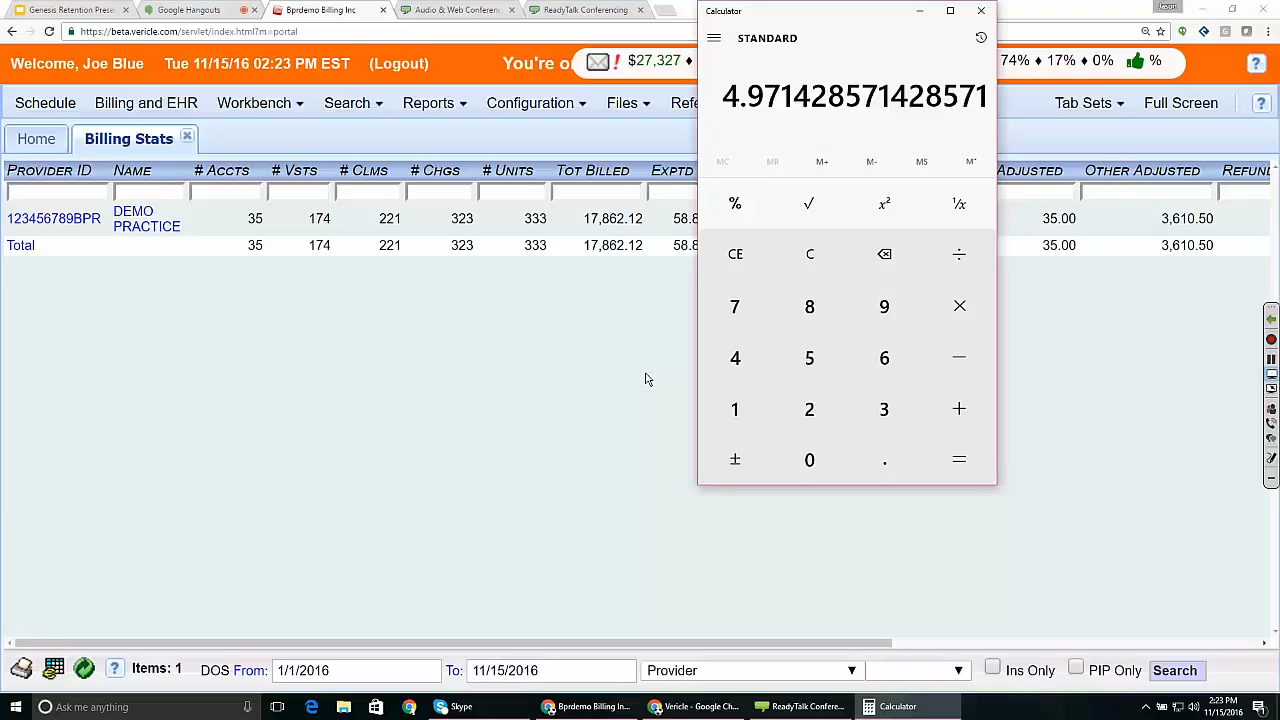 Genesis Retention Prese
Google Hangouts
Bprdemo Billing Inc
Audio & Web Conferenc
ReadyTalk Conferencing
Jason
https://beta.vericle.com/servlet/index.html?m=portal
Welcome, Joe Blue Tue 11/15/16 02:23 PM EST (Logout) You're o $27,327 ♦ 74% ♦ 17% ♦ 0% %
Schedule Billing and EHR Workbench Search Reports Configuration Files Refe Tab Sets Full Screen ?
Home Billing Stats
PROVIDER ID NAME # ACCTS # VSTS # CLMS # CHGS # UNITS TOT BILLED EXPTD ADJUSTED OTHER ADJUSTED REFUN
123456789BPR DEMO PRACTICE 35 174 221 323 333 17,862.12 58.8 35.00 3,610.50
Total 35 174 221 323 333 17,862.12 58.8 35.00 3,610.50
Calculator
STANDARD
4.971428571428571
MC MR M+ M- MS M˅
% √ x² ¹/x
CE C ⌫ ÷
7 8 9 ×
4 5 6 −
1 2 3 +
± 0 . =
? Items: 1 DOS From: 1/1/2016 To: 11/15/2016 Provider Ins Only PIP Only Search
Ask me anything
Skype
Bprdemo Billing In...
Vericle - Google Ch...
ReadyTalk Conferen...
Calculator
2:23 PM
11/15/2016